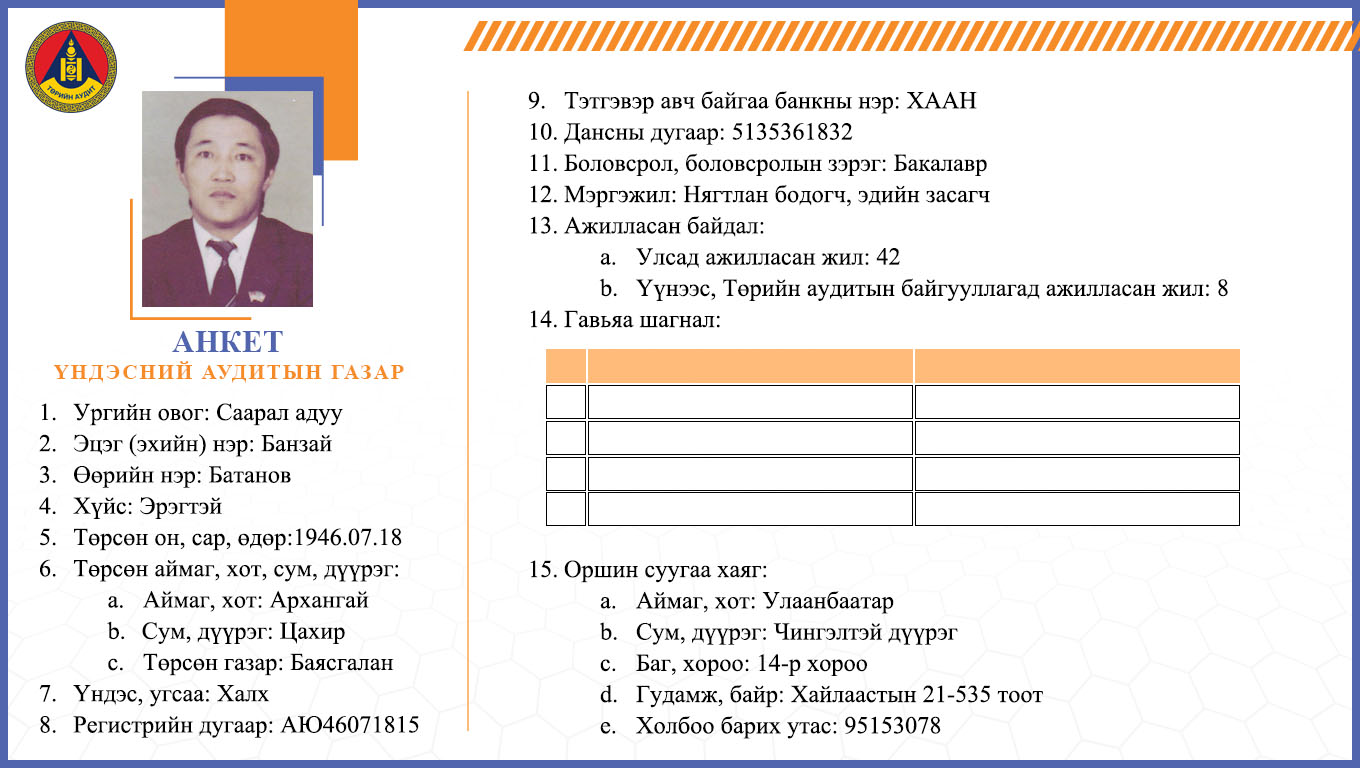 ТӨРИЙН АУДИТ
АНКЕТ
ҮНДЭСНИЙ АУДИТЫН ГАЗАР
1. Ургийн овог: Саарал адуу
2. Эцэг (эхийн) нэр: Банзай
3. Өөрийн нэр: Батанов
4. Хүйс: Эрэгтэй
5. Төрсөн он, сар, өдөр:1946.07.18
6. Төрсөн аймаг, хот, сум, дүүрэг:
a. Аймаг, хот: Архангай
b. Сум, дүүрэг: Цахир
c. Төрсөн газар: Баясгалан
7. Үндэс, угсаа: Халх
8. Регистрийн дугаар: АЮ46071815
9. Тэтгэвэр авч байгаа банкны нэр: ХААН
10. Дансны дугаар: 5135361832
11. Боловсрол, боловсролын зэрэг: Бакалавр
12. Мэргэжил: Нягтлан бодогч, эдийн засагч
13. Ажилласан байдал:
a. Улсад ажилласан жил: 42
b. Үүнээс, Төрийн аудитын байгууллагад ажилласан жил: 8
14. Гавьяа шагнал:
15. Оршин суугаа хаяг:
a. Аймаг, хот: Улаанбаатар
b. Сум, дүүрэг: Чингэлтэй дүүрэг
c. Баг, хороо: 14-р хороо
d. Гудамж, байр: Хайлаастын 21-535 тоот
e. Холбоо барих утас: 95153078